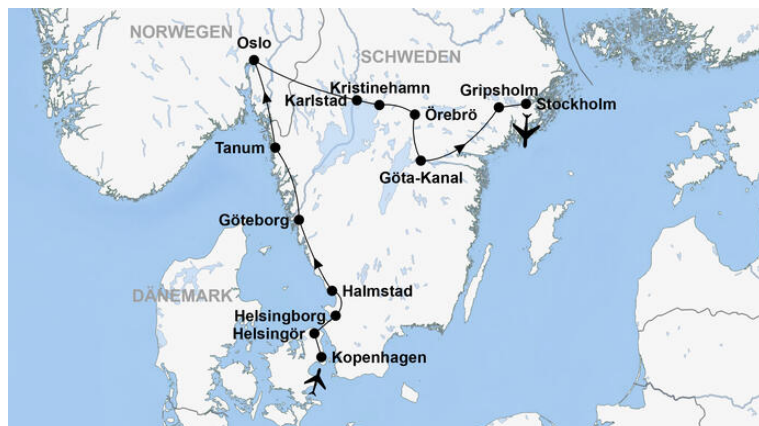 NORWEGEN
Oslo
SCHWEDEN
Kristinehamn
Gripsholm
Karlstad
Stockholm
Örebrö
Tanum
Göta-Kanal
Göteborg
DÄNEMARK
Halmstad
Helsingborg
Helsingör
Kopenhagen